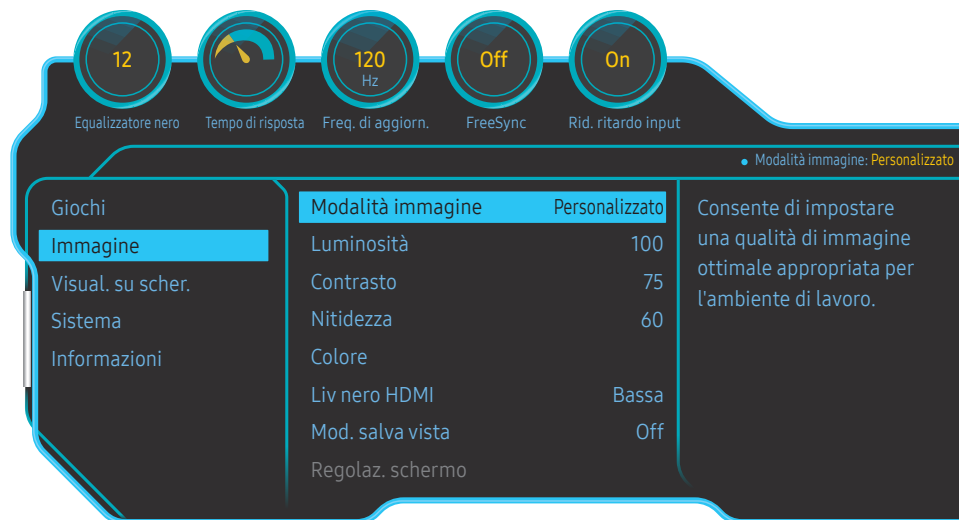 12
120
Hz
Off
On
Equalizzatore nero
Tempo di risposta
Freq. di aggiorn.
FreeSync
Rid. ritardo input
Modalità immagine: Personalizzato
Giochi
Immagine
Visual. su scher.
Sistema
Informazioni
Modalità immagine Personalizzato
Luminosità 100
Contrasto 75
Nitidezza 60
Colore
Liv nero HDMI Bassa
Mod. salva vista Off
Regolaz. schermo
Consente di impostare
una qualità di immagine
ottimale appropriata per
l'ambiente di lavoro.